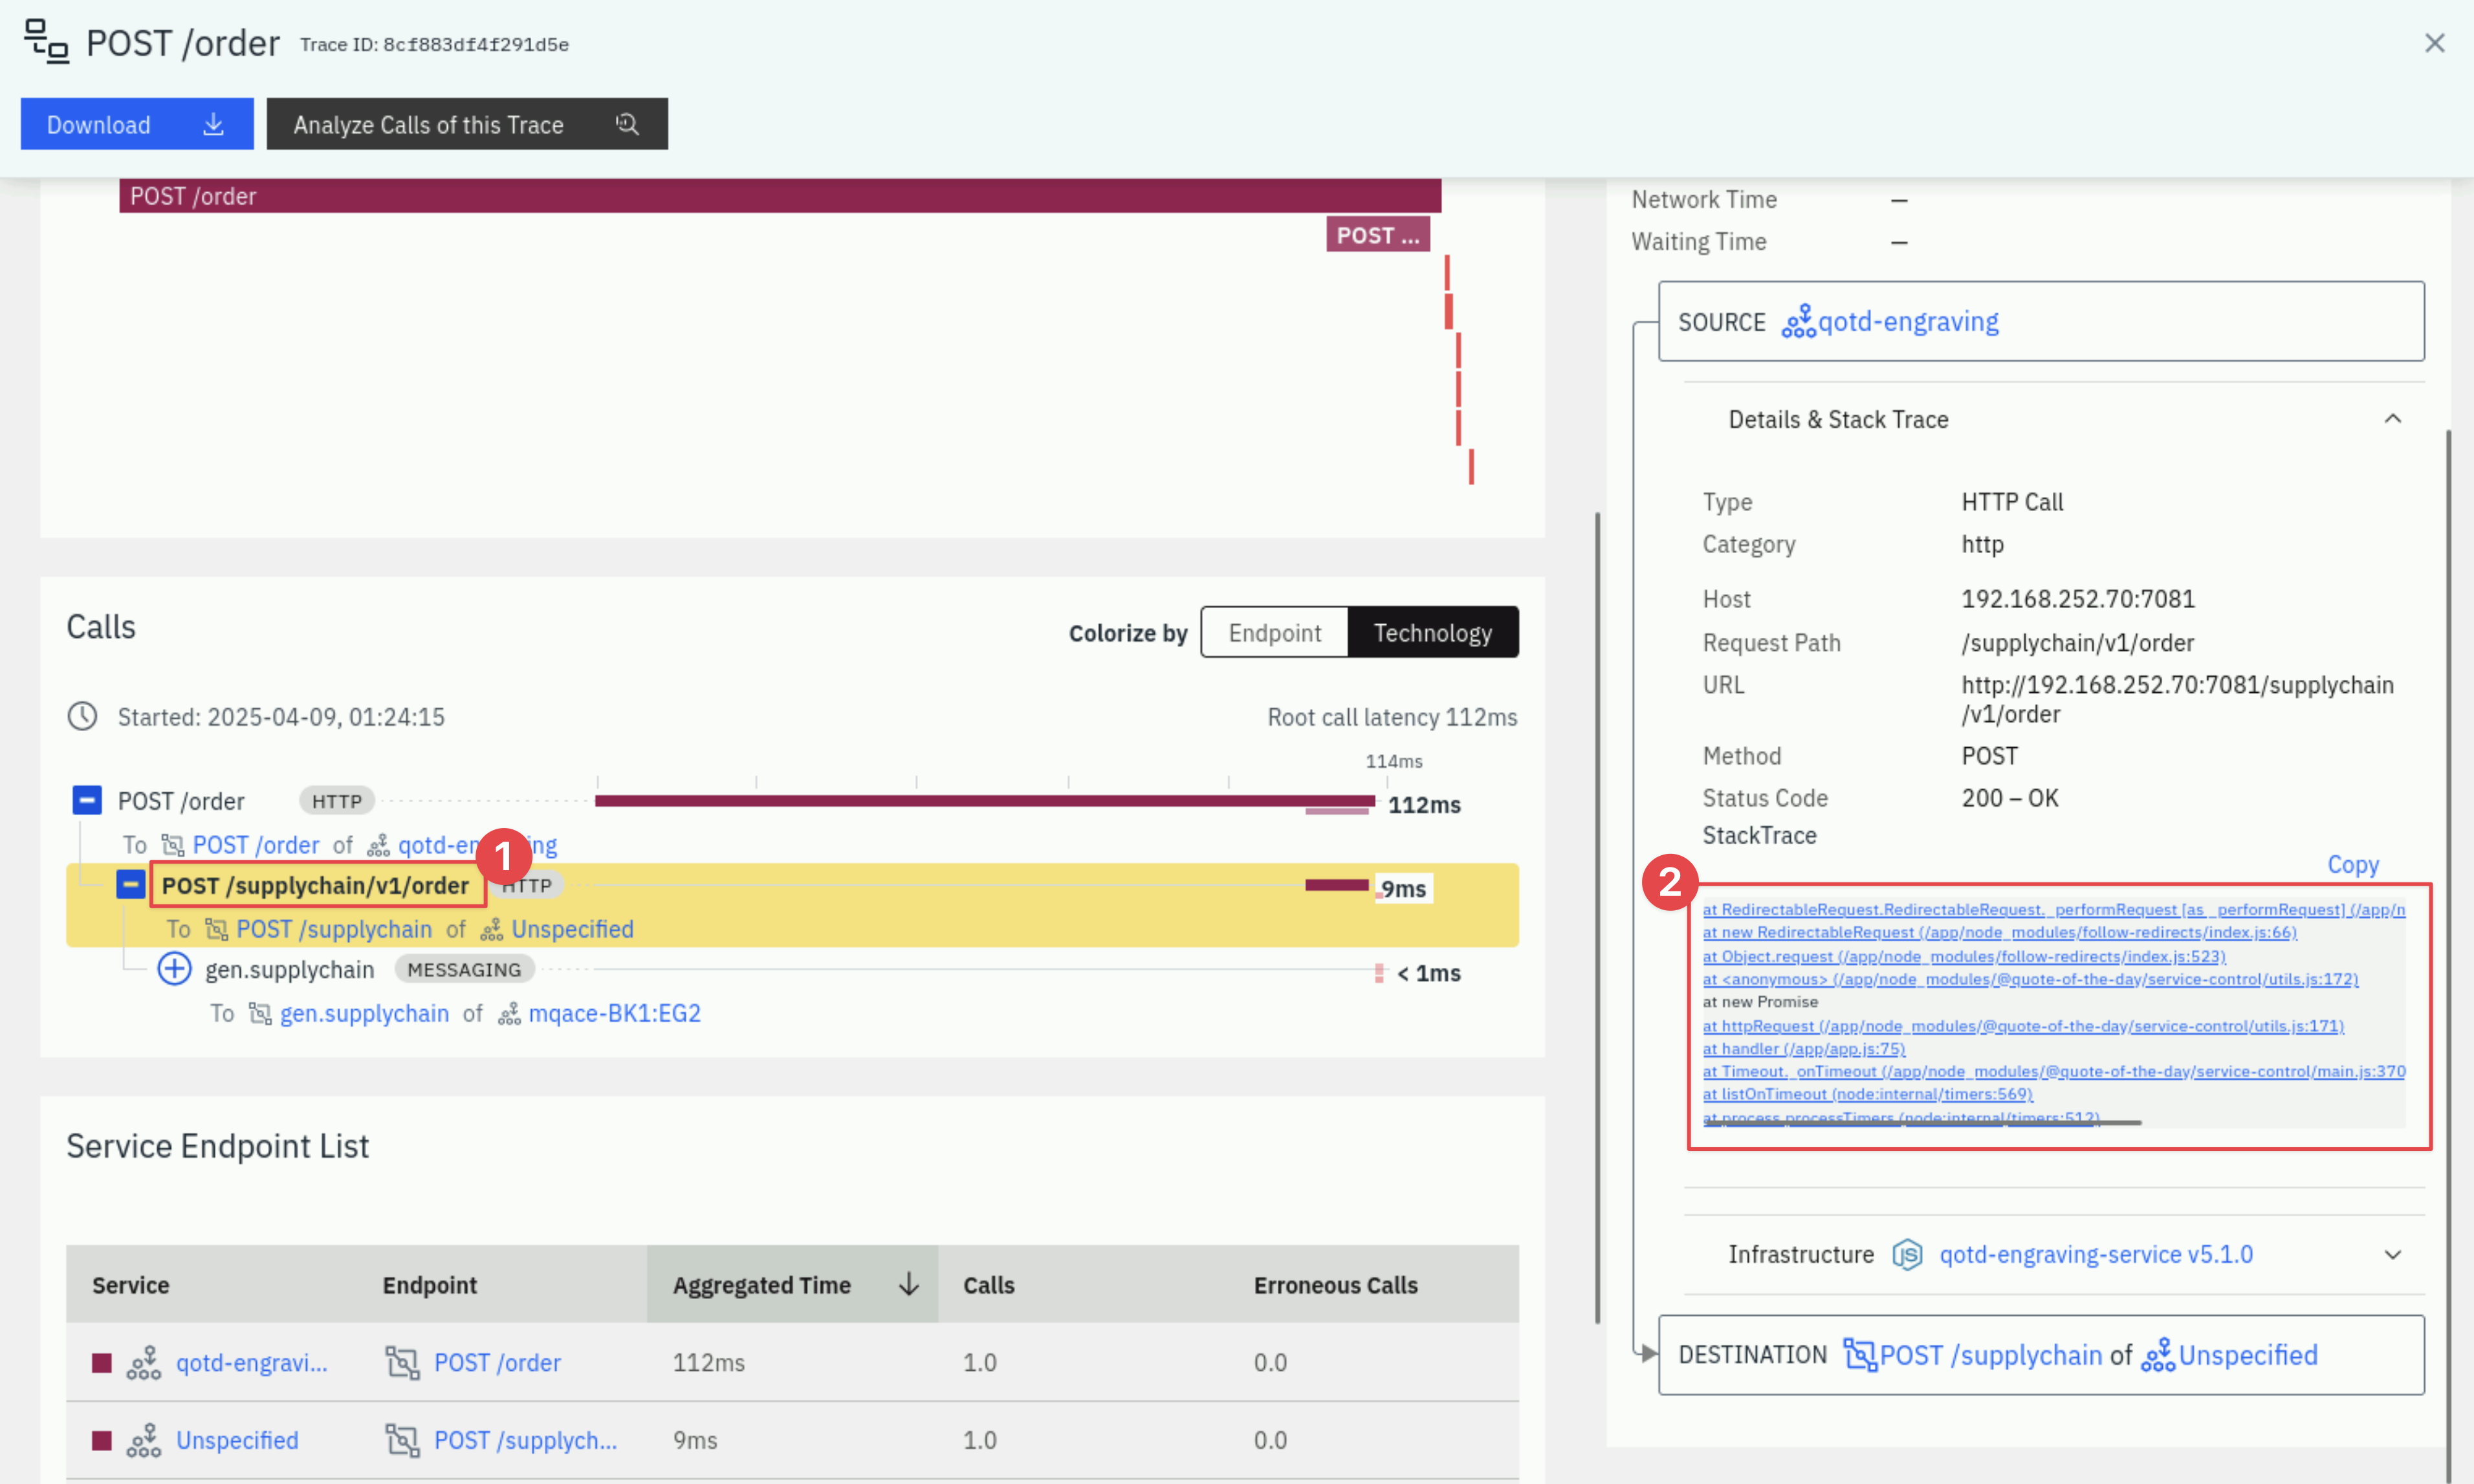 POST /order Trace ID: 8cf883df4f291d5e
Download
Analyze Calls of this Trace
POST /order
POST ...
Calls
Colorize by Endpoint Technology
Started: 2025-04-09, 01:24:15
Root call latency 112ms
114ms
POST /order HTTP 112ms
To POST /order of
1
POST /supplychain/v1/order HTTP 9ms
To POST /supplychain of Unspecified
gen.supplychain MESSAGING < 1ms
To gen.supplychain of mqace-BK1:EG2
Service Endpoint List
Service Endpoint Aggregated Time Calls Erroneous Calls
qotd-engravi... POST /order 112ms 1.0 0.0
Unspecified POST /supplych... 9ms 1.0 0.0
Network Time –
Waiting Time –
SOURCE qotd-engraving
Details & Stack Trace
Type HTTP Call
Category http
Host 192.168.252.70:7081
Request Path /supplychain/v1/order
URL http://192.168.252.70:7081/supplychain
/v1/order
Method POST
Status Code 200 – OK
StackTrace
Copy
2
at RedirectableRequest.RedirectableRequest._performRequest [as _performRequest] (/app/n
at new RedirectableRequest (/app/node_modules/follow-redirects/index.js:66)
at Object.request (/app/node_modules/follow-redirects/index.js:523)
at <anonymous> (/app/node_modules/@quote-of-the-day/service-control/utils.js:172)
at new Promise
at httpRequest (/app/node_modules/@quote-of-the-day/service-control/utils.js:171)
at handler (/app/app.js:75)
at Timeout._onTimeout (/app/node_modules/@quote-of-the-day/service-control/main.js:370
at listOnTimeout (node:internal/timers:569)
at process.processTimers (node:internal/timers:512)
Infrastructure JS qotd-engraving-service v5.1.0
DESTINATION POST /supplychain of Unspecified